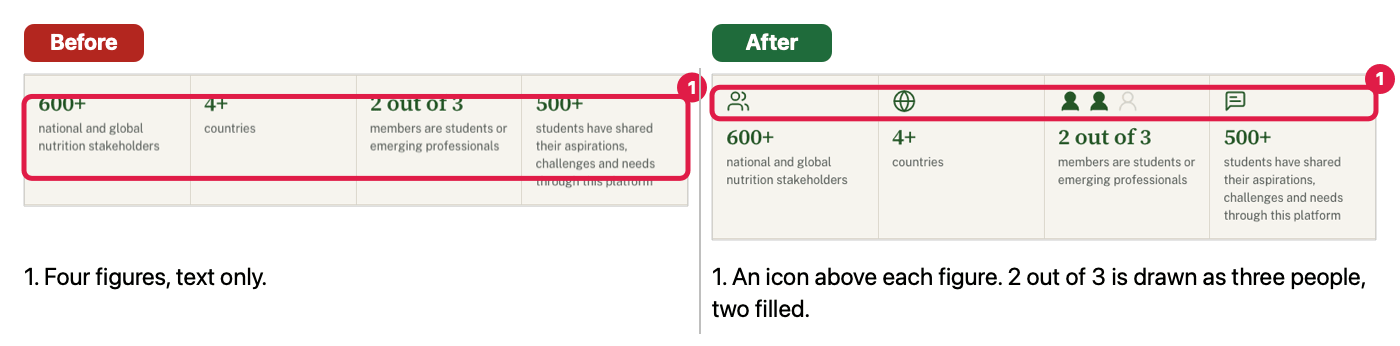 Before
1
600+
national and global
nutrition stakeholders
4+
countries
2 out of 3
members are students or
emerging professionals
500+
students have shared
their aspirations,
challenges and needs
through this platform
1. Four figures, text only.
After
1
600+
national and global
nutrition stakeholders
4+
countries
2 out of 3
members are students or
emerging professionals
500+
students have shared
their aspirations,
challenges and needs
through this platform
1. An icon above each figure. 2 out of 3 is drawn as three people,
two filled.